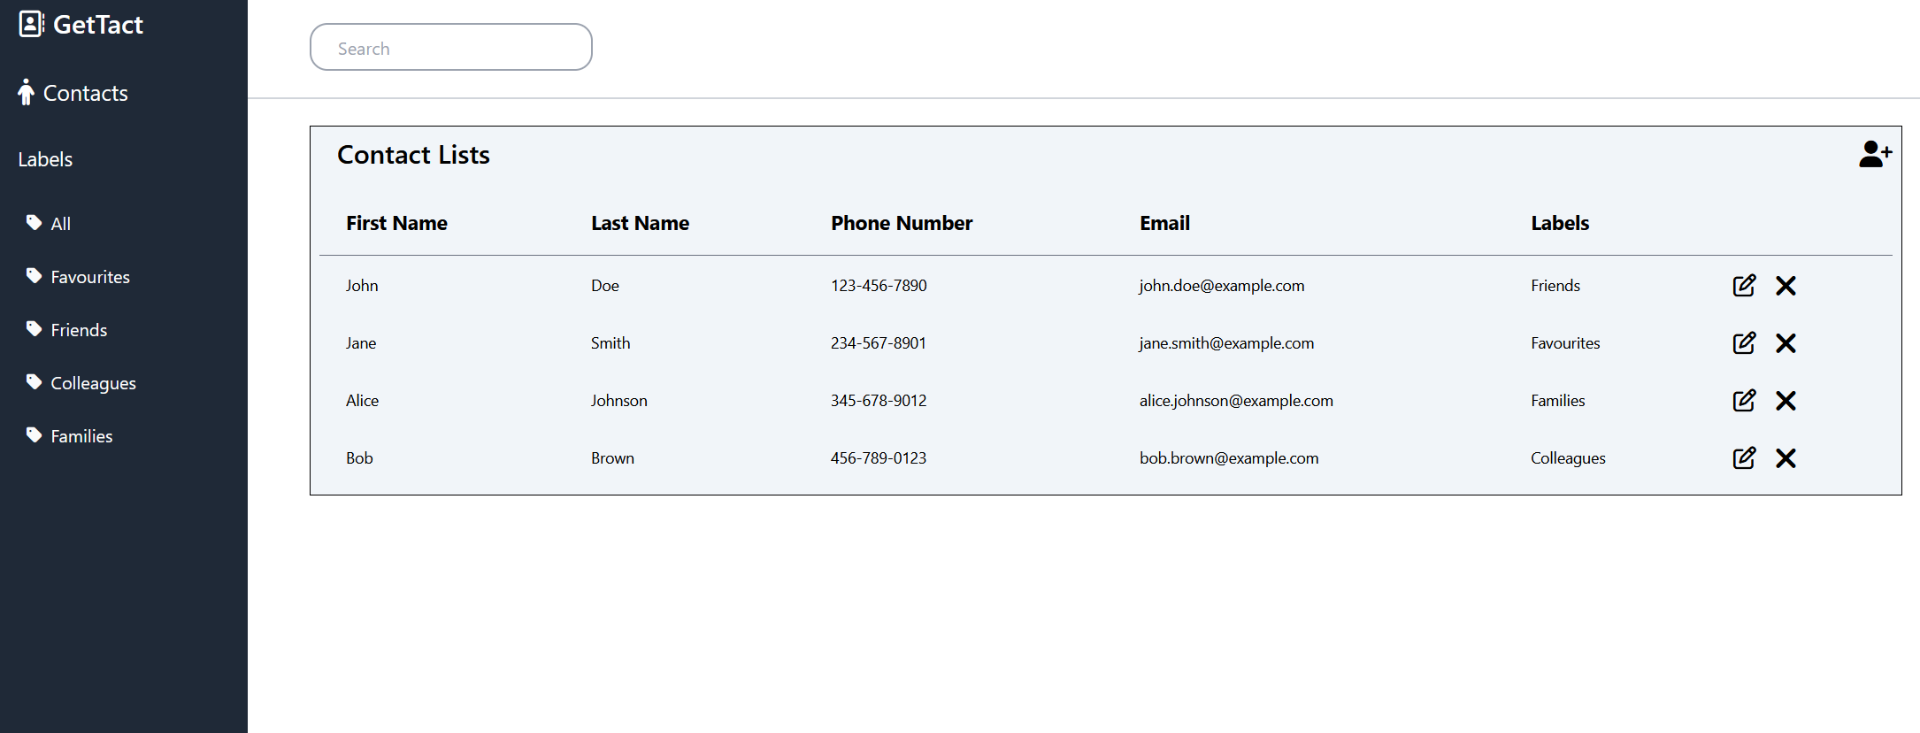 GetTact
Contacts
Labels
All
Favourites
Friends
Colleagues
Families
Search
Contact Lists
First Name Last Name Phone Number Email Labels
John Doe 123-456-7890 john.doe@example.com Friends
Jane Smith 234-567-8901 jane.smith@example.com Favourites
Alice Johnson 345-678-9012 alice.johnson@example.com Families
Bob Brown 456-789-0123 bob.brown@example.com Colleagues